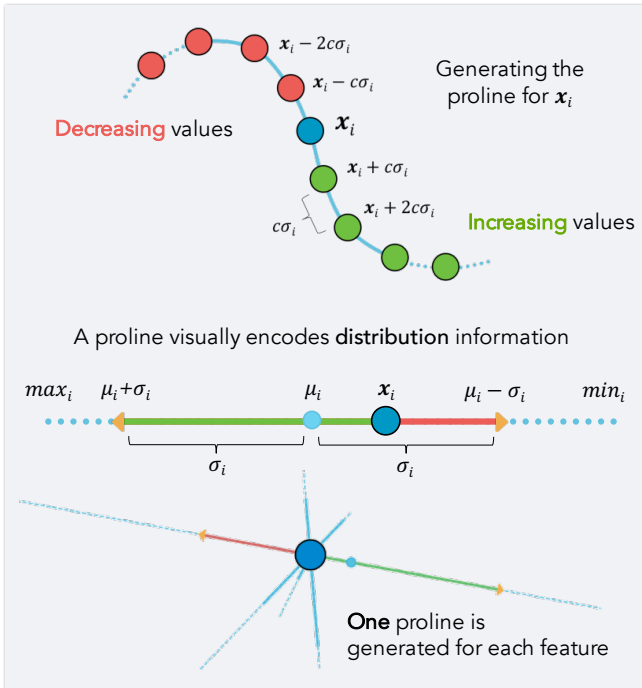 𝒙ᵢ − 2cσᵢ
Generating the
proline for 𝒙ᵢ
𝒙ᵢ − cσᵢ
Decreasing values
𝒙ᵢ
𝒙ᵢ + cσᵢ
cσᵢ
𝒙ᵢ + 2cσᵢ
Increasing values
A proline visually encodes distribution information
maxᵢ μᵢ+σᵢ μᵢ 𝒙ᵢ μᵢ − σᵢ minᵢ
σᵢ σᵢ
One proline is
generated for each feature